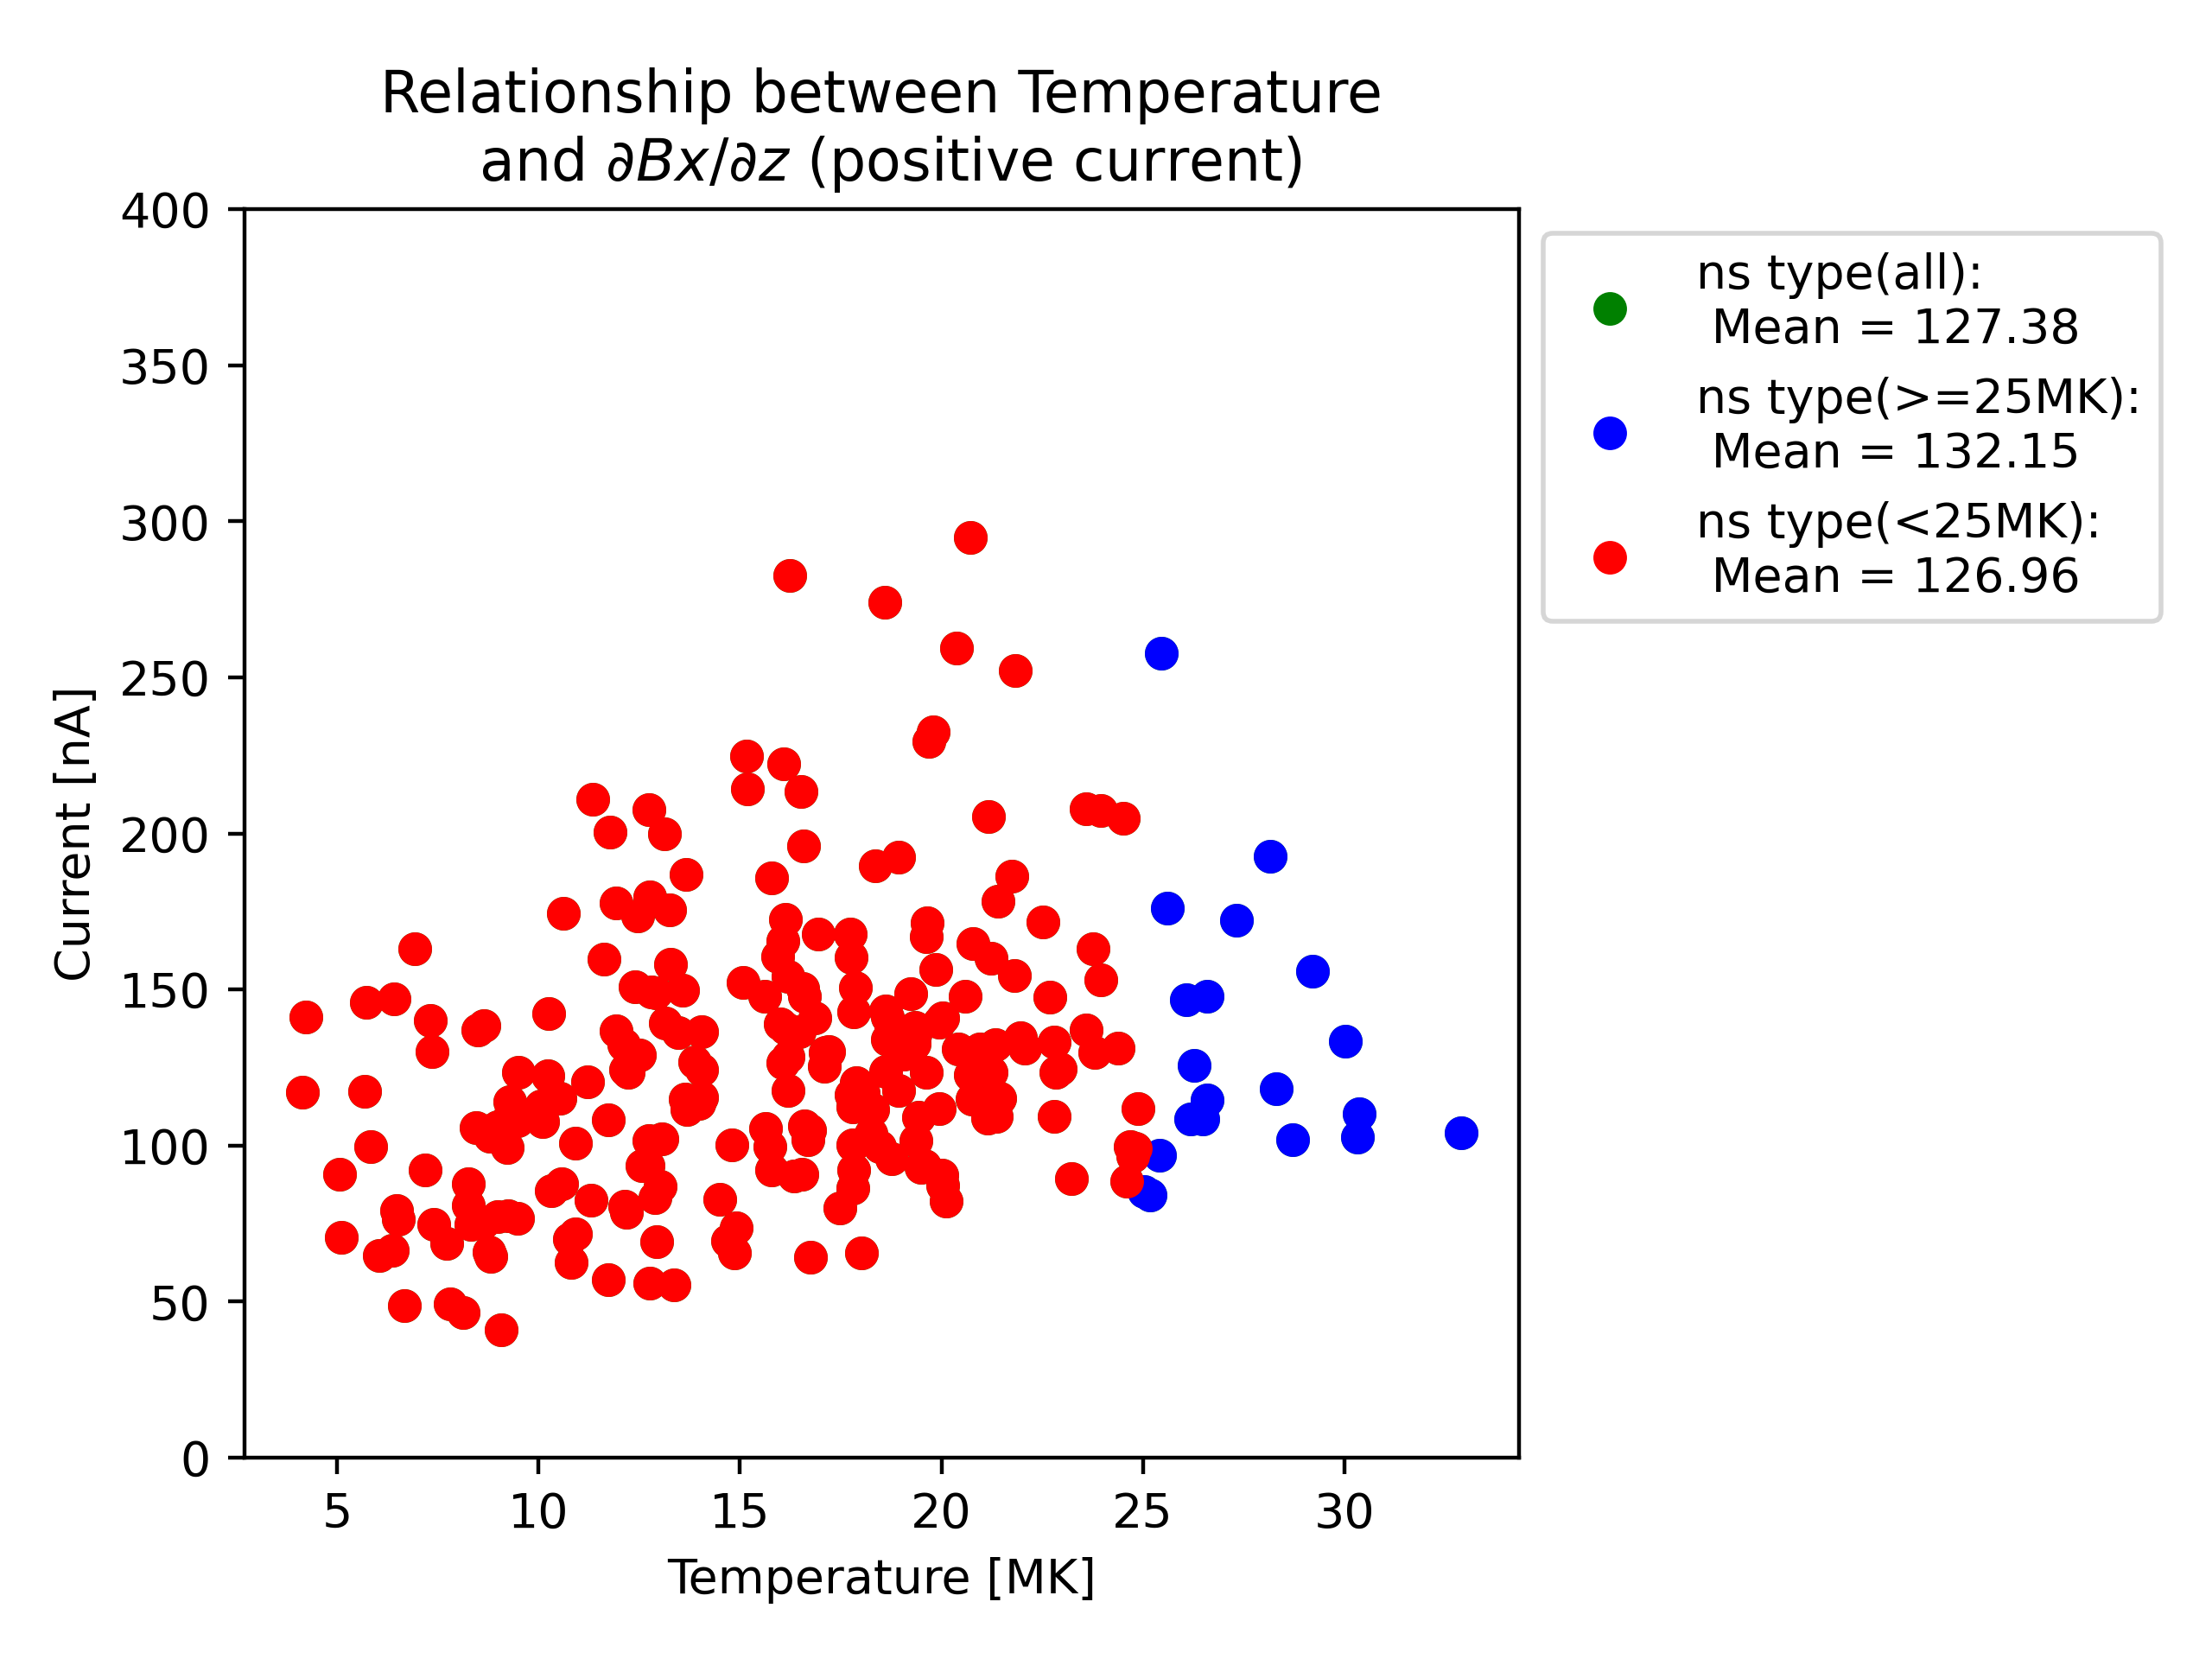 Relationship between Temperature
and ∂Bx/∂z (positive current)
400
350
300
250
200
150
100
50
0
Current [nA]
5 10 15 20 25 30
Temperature [MK]
ns type(all):
Mean = 127.38
ns type(>=25MK):
Mean = 132.15
ns type(<25MK):
Mean = 126.96